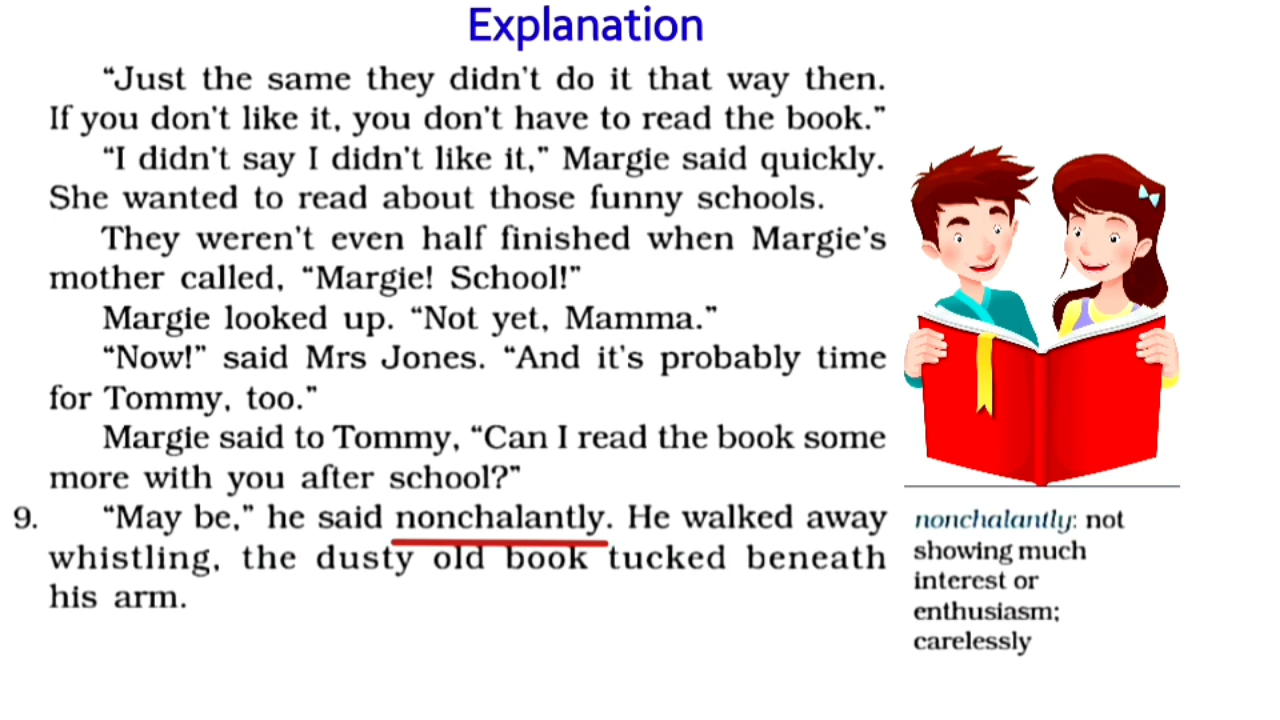 Explanation
“Just the same they didn't do it that way then.
If you don't like it, you don't have to read the book.”
“I didn't say I didn't like it,” Margie said quickly.
She wanted to read about those funny schools.
They weren't even half finished when Margie's
mother called, “Margie! School!”
Margie looked up. “Not yet, Mamma.”
“Now!” said Mrs Jones. “And it's probably time
for Tommy, too.”
Margie said to Tommy, “Can I read the book some
more with you after school?”
9. “May be,” he said nonchalantly. He walked away
whistling, the dusty old book tucked beneath
his arm.
nonchalantly: not
showing much
interest or
enthusiasm;
carelessly